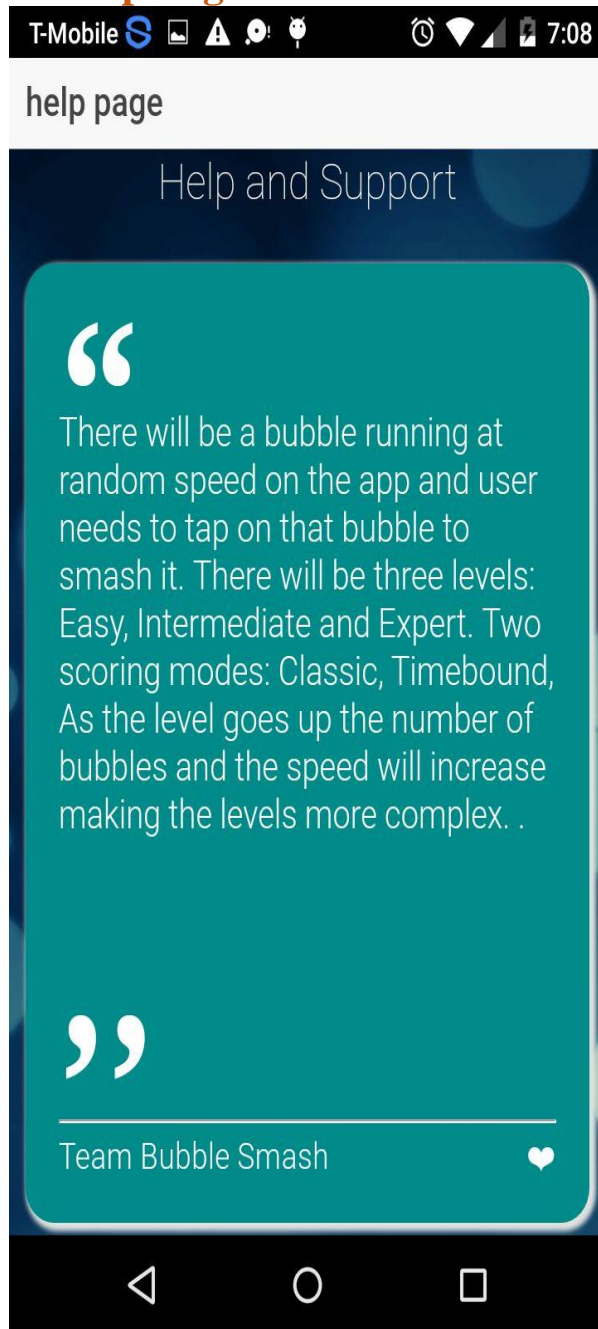 T-Mobile 7:08
help page
Help and Support
“
There will be a bubble running at
random speed on the app and user
needs to tap on that bubble to
smash it. There will be three levels:
Easy, Intermediate and Expert. Two
scoring modes: Classic, Timebound,
As the level goes up the number of
bubbles and the speed will increase
making the levels more complex. .
”
Team Bubble Smash